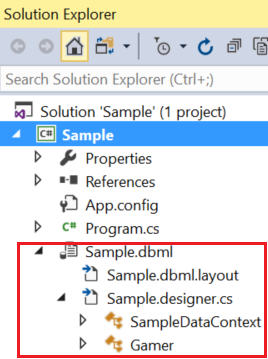 Solution Explorer
Search Solution Explorer (Ctrl+;)
Solution 'Sample' (1 project)
C# Sample
Properties
References
App.config
C# Program.cs
Sample.dbml
Sample.dbml.layout
Sample.designer.cs
SampleDataContext
Gamer